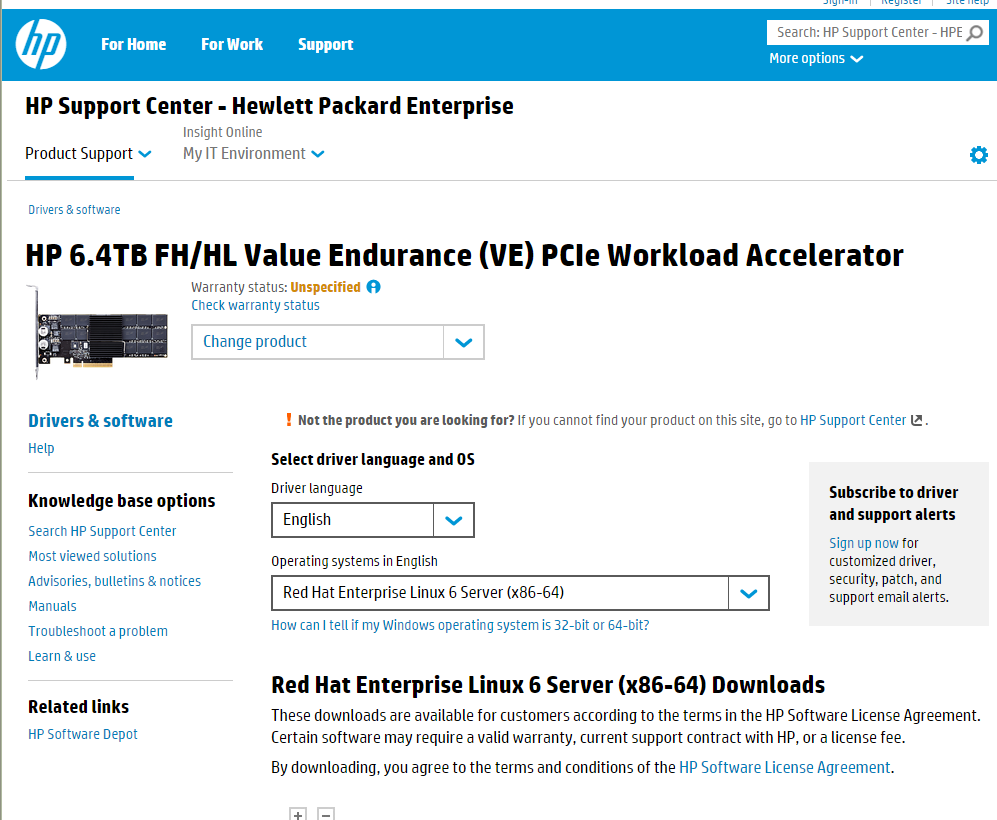 Sign-in | Register | Site help
hp
For Home For Work Support
Search: HP Support Center - HPE
More options
HP Support Center - Hewlett Packard Enterprise
Insight Online
Product Support My IT Environment
Drivers & software
HP 6.4TB FH/HL Value Endurance (VE) PCIe Workload Accelerator
Warranty status: Unspecified
Check warranty status
Change product
Drivers & software
Help
Knowledge base options
Search HP Support Center
Most viewed solutions
Advisories, bulletins & notices
Manuals
Troubleshoot a problem
Learn & use
Related links
HP Software Depot
! Not the product you are looking for? If you cannot find your product on this site, go to HP Support Center .
Select driver language and OS
Driver language
English
Operating systems in English
Red Hat Enterprise Linux 6 Server (x86-64)
How can I tell if my Windows operating system is 32-bit or 64-bit?
Subscribe to driver
and support alerts
Sign up now for
customized driver,
security, patch, and
support email alerts.
Red Hat Enterprise Linux 6 Server (x86-64) Downloads
These downloads are available for customers according to the terms in the HP Software License Agreement.
Certain software may require a valid warranty, current support contract with HP, or a license fee.
By downloading, you agree to the terms and conditions of the HP Software License Agreement.
+ −